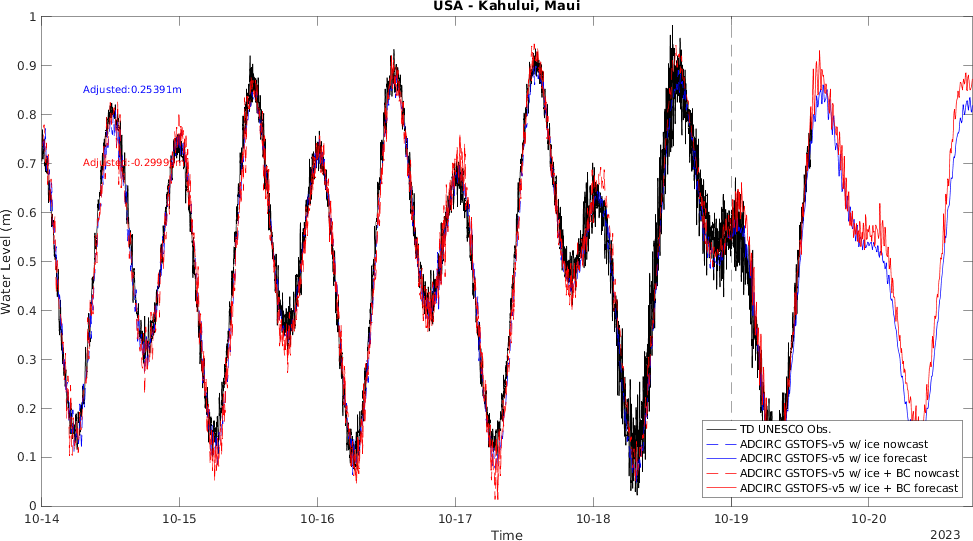 USA - Kahului, Maui
1
0.9
0.8
0.7
0.6
0.5
0.4
0.3
0.2
0.1
0
Water Level (m)
Adjusted:0.25391m
Adjusted:-0.29995m
TD UNESCO Obs.
ADCIRC GSTOFS-v5 w/ ice nowcast
ADCIRC GSTOFS-v5 w/ ice forecast
ADCIRC GSTOFS-v5 w/ ice + BC nowcast
ADCIRC GSTOFS-v5 w/ ice + BC forecast
10-14 10-15 10-16 10-17 10-18 10-19 10-20
Time
2023